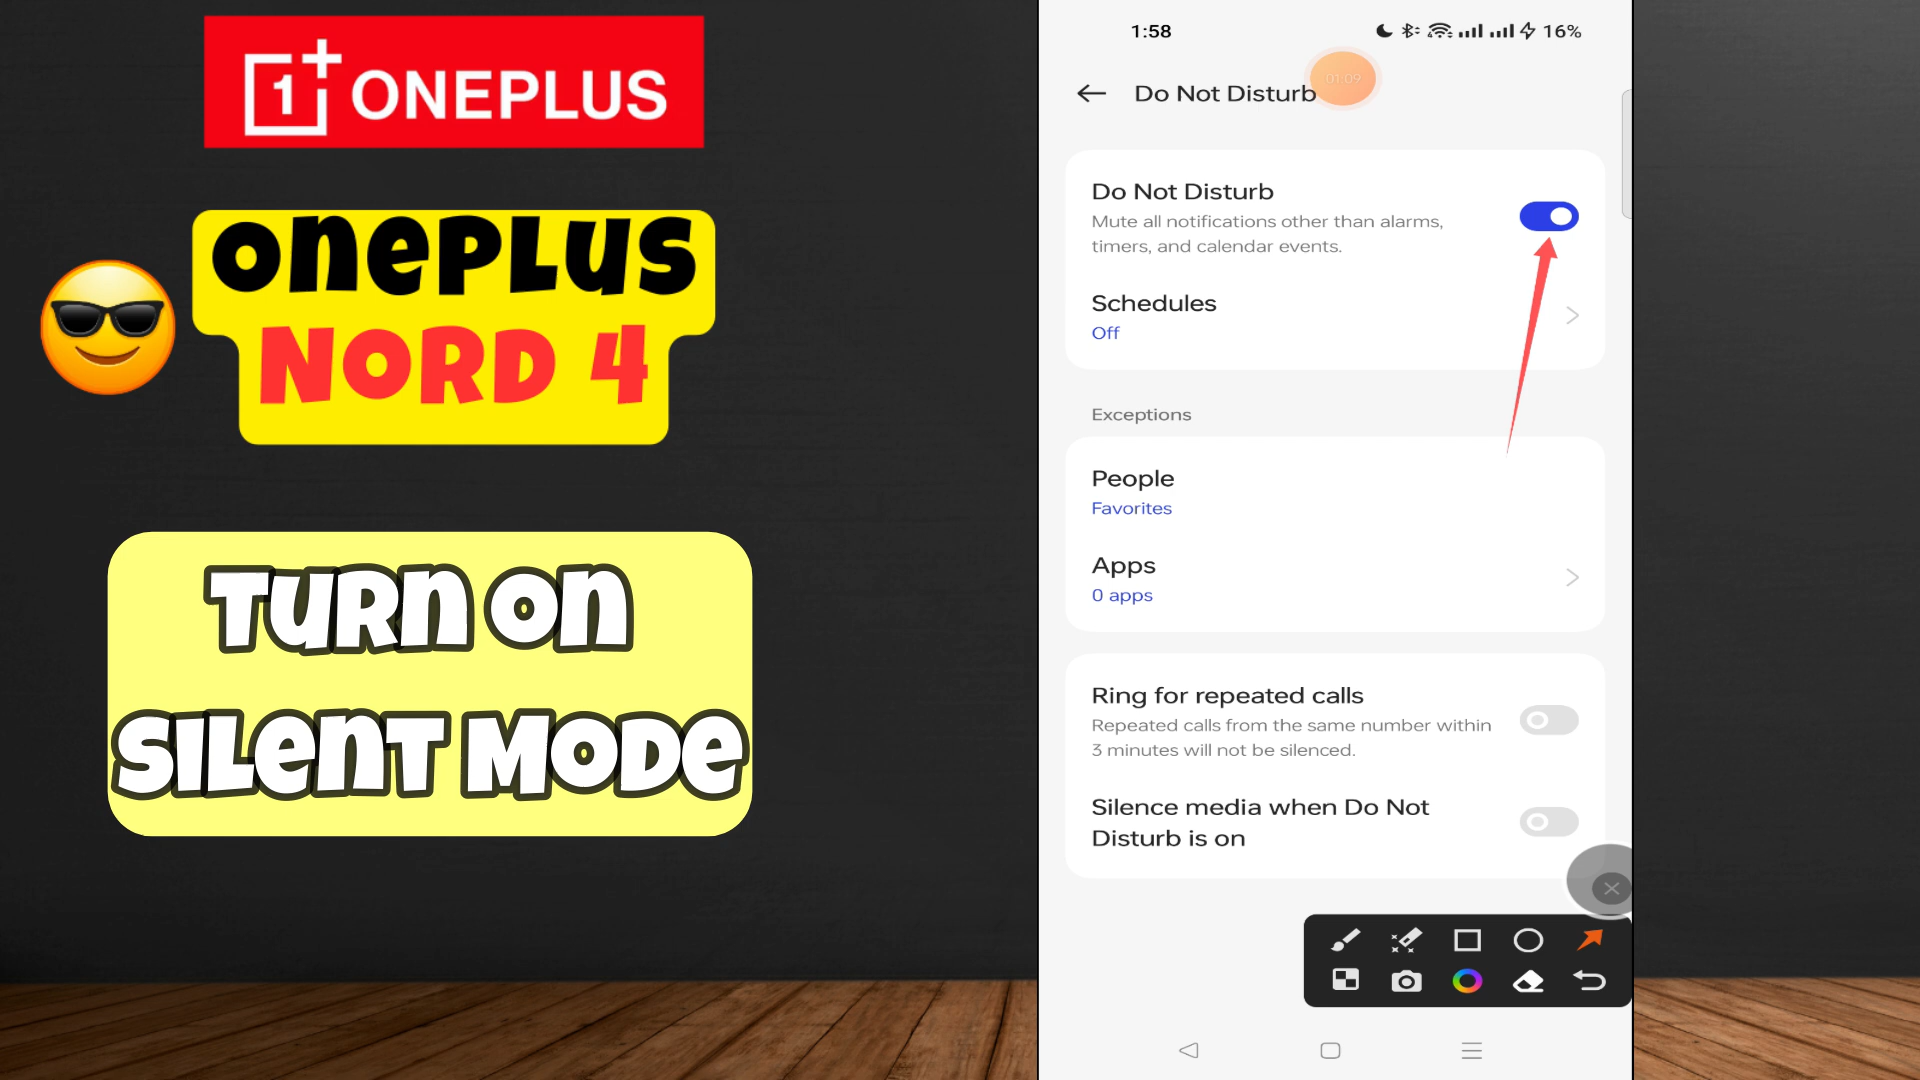 1+ ONEPLUS
OnePLus
NORD 4
Turn on
Silent Mode
1:58
16%
01:09
Do Not Disturb
Do Not Disturb
Mute all notifications other than alarms,
timers, and calendar events.
Schedules
Off
Exceptions
People
Favorites
Apps
0 apps
Ring for repeated calls
Repeated calls from the same number within
3 minutes will not be silenced.
Silence media when Do Not
Disturb is on